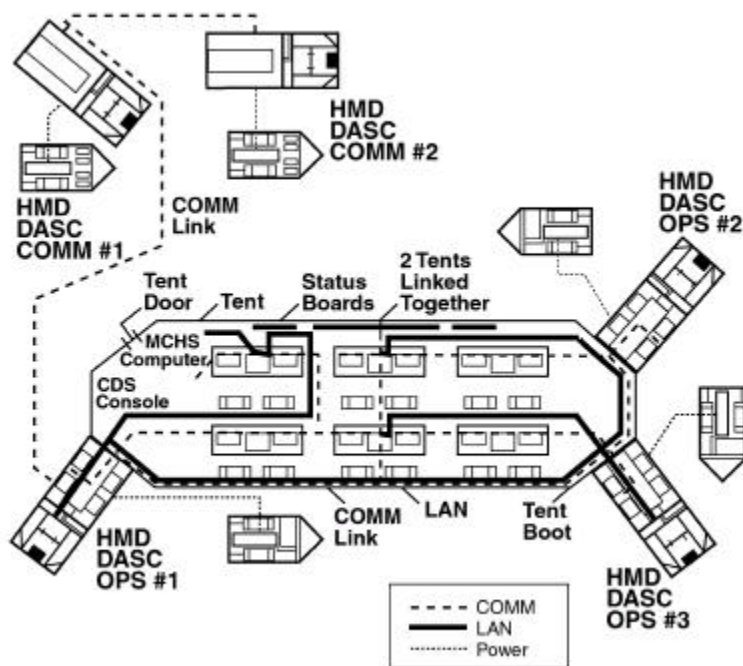 HMD
DASC
COMM #2
HMD
DASC
COMM #1
COMM
Link
HMD
DASC
OPS #2
Tent
Door
Tent
Status
Boards
2 Tents
Linked
Together
MCHS
Computer
CDS
Console
COMM
Link
LAN
Tent
Boot
HMD
DASC
OPS #1
HMD
DASC
OPS #3
COMM
LAN
Power